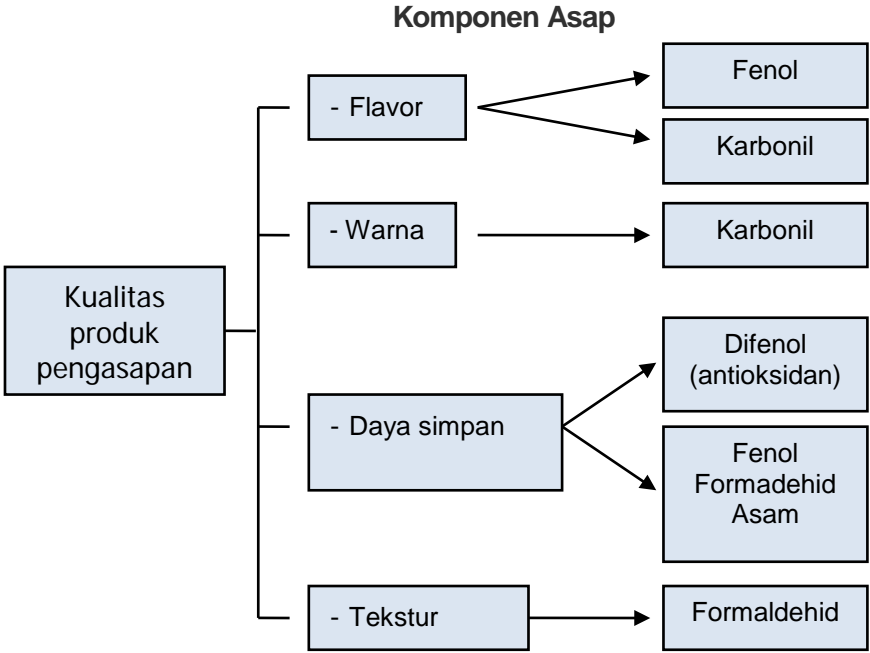 Komponen Asap
- Flavor
Fenol
Karbonil
- Warna
Karbonil
Kualitas
produk
pengasapan
- Daya simpan
Difenol
(antioksidan)
Fenol
Formadehid
Asam
- Tekstur
Formaldehid